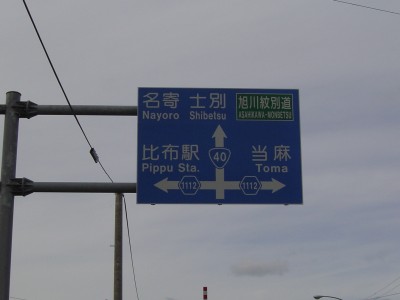 名寄 士別 旭川紋別道
Nayoro Shibetsu ASAHIKAWA-MONBETSU
比布駅 40 当麻
Pippu Sta. Toma
1112 1112